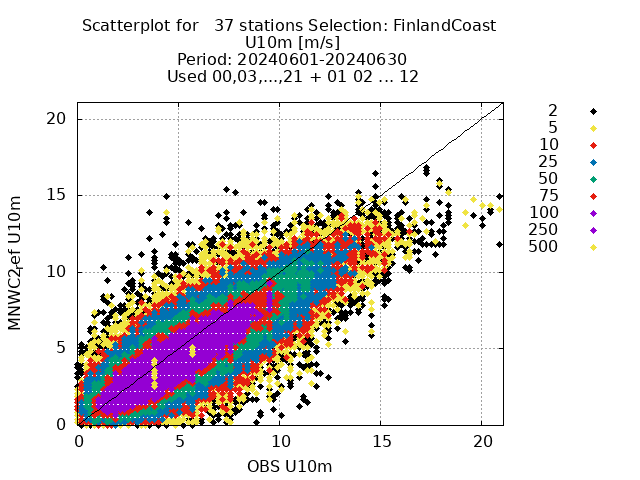 Scatterplot for 37 stations Selection: FinlandCoast
U10m [m/s]
Period: 20240601-20240630
Used 00,03,...,21 + 01 02 ... 12
20
15
10
5
0
0 5 10 15 20
MNWC2ref U10m
OBS U10m
2
5
10
25
50
75
100
250
500